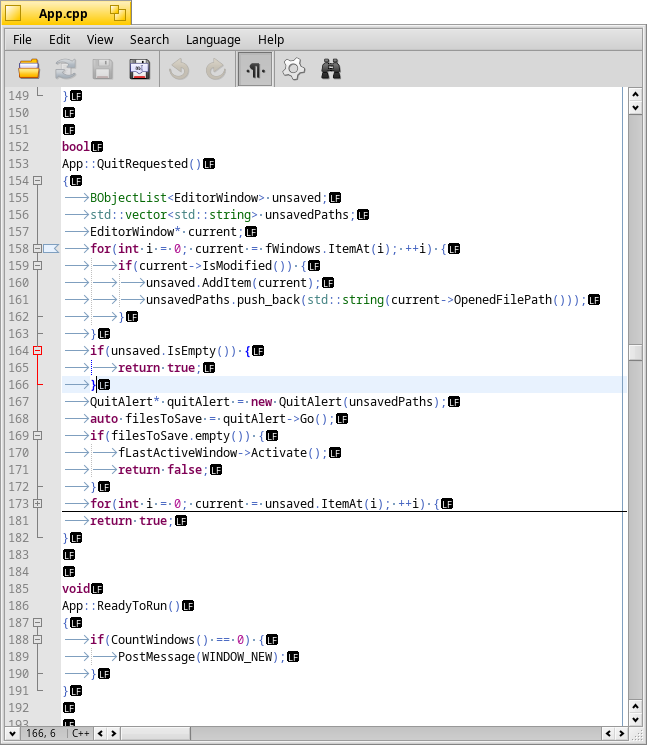 App.cpp
File Edit View Search Language Help
149 }LF
150 LF
151 LF
152 boolLF
153 App::QuitRequested()LF
154 {LF
155 BObjectList<EditorWindow> unsaved;LF
156 std::vector<std::string> unsavedPaths;LF
157 EditorWindow* current;LF
158 for(int i = 0; current = fWindows.ItemAt(i); ++i) {LF
159 if(current->IsModified()) {LF
160 unsaved.AddItem(current);LF
161 unsavedPaths.push_back(std::string(current->OpenedFilePath()));LF
162 }LF
163 }LF
164 if(unsaved.IsEmpty()) {LF
165 return true;LF
166 }LF
167 QuitAlert* quitAlert = new QuitAlert(unsavedPaths);LF
168 auto filesToSave = quitAlert->Go();LF
169 if(filesToSave.empty()) {LF
170 fLastActiveWindow->Activate();LF
171 return false;LF
172 }LF
173 for(int i = 0; current = unsaved.ItemAt(i); ++i) {LF
181 return true;LF
182 }LF
183 LF
184 LF
185 voidLF
186 App::ReadyToRun()LF
187 {LF
188 if(CountWindows() == 0) {LF
189 PostMessage(WINDOW_NEW);LF
190 }LF
191 }LF
192 LF
193 LF
166, 6 C++